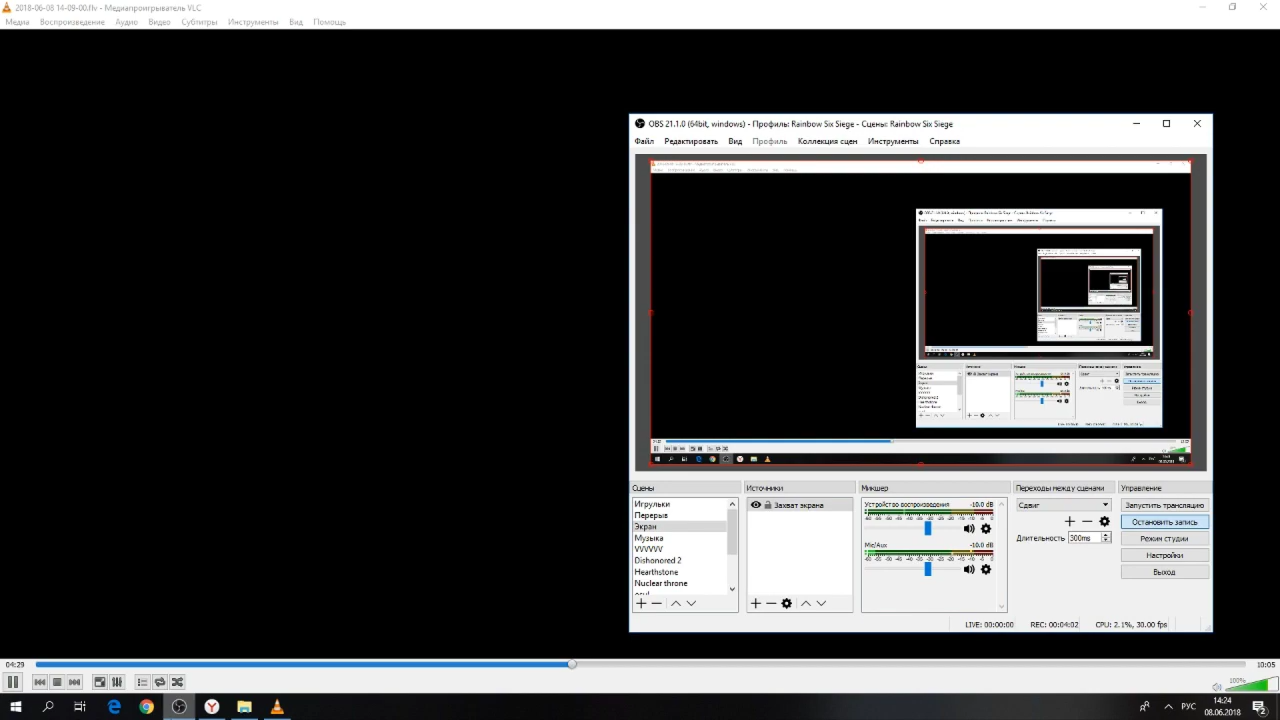 2018-06-08 14-09-00.flv - Медиапроигрыватель VLC
Медиа Воспроизведение Аудио Видео Субтитры Инструменты Вид Помощь
OBS 21.1.0 (64bit, windows) - Профиль: Rainbow Six Siege - Сцены: Rainbow Six Siege
Файл Редактировать Вид Профиль Коллекция сцен Инструменты Справка
Сцены Источники Микшер Переходы между сценами Управление
Игрульки
Перерыв
Экран
Музыка
VVVVVV
Dishonored 2
Hearthstone
Nuclear throne
Захват экрана
Устройство воспроизведения -10.0 dB
Mic/Aux -10.0 dB
Сдвиг
Длительность 300ms
Запустить трансляцию
Остановить запись
Режим студии
Настройки
Выход
LIVE: 00:00:00 REC: 00:04:02 CPU: 2.1%, 30.00 fps
04:29 10:05
100%
РУС 14:24
08.06.2018 2